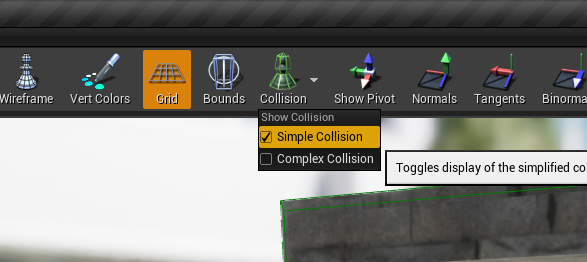 Wireframe Vert Colors Grid Bounds Collision Show Pivot Normals Tangents Binorma
Show Collision
Simple Collision
Complex Collision
Toggles display of the simplified co